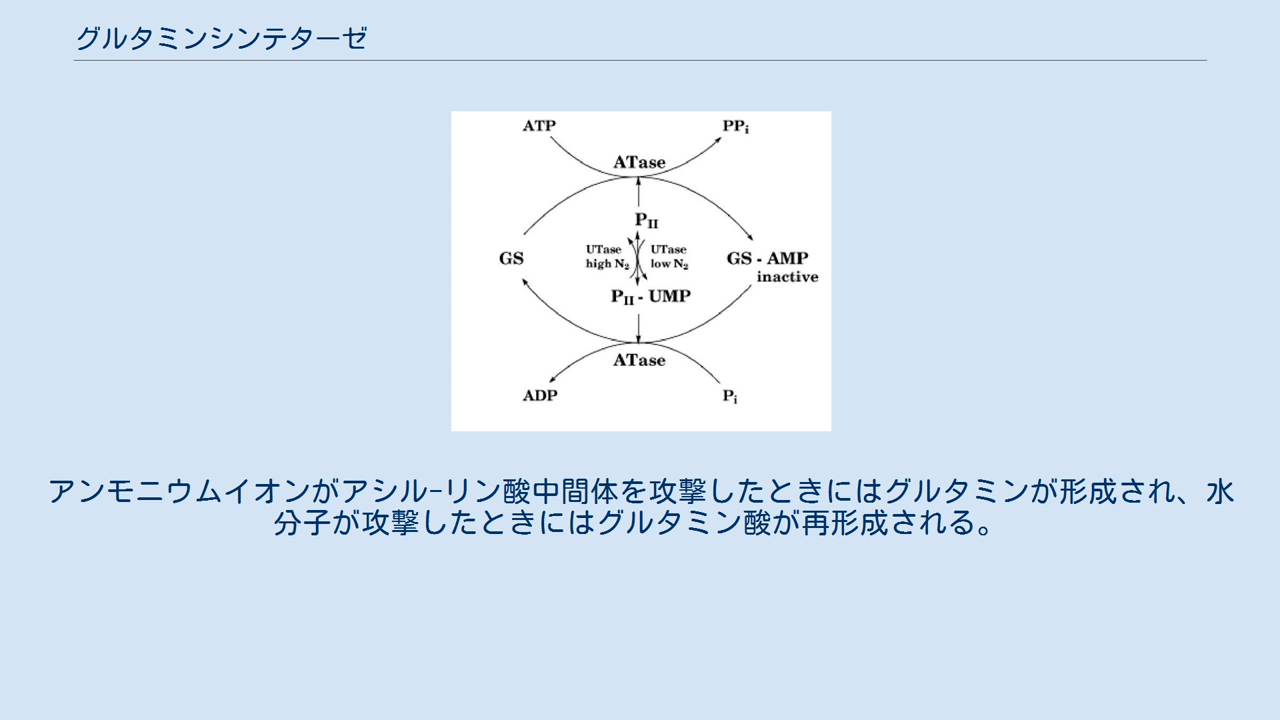 グルタミンシンテターゼ
ATP
PPi
ATase
PII
UTase
high N2
UTase
low N2
GS
GS - AMP
inactive
PII - UMP
ATase
ADP
Pi
アンモニウムイオンがアシル-リン酸中間体を攻撃したときにはグルタミンが形成され、水
分子が攻撃したときにはグルタミン酸が再形成される。